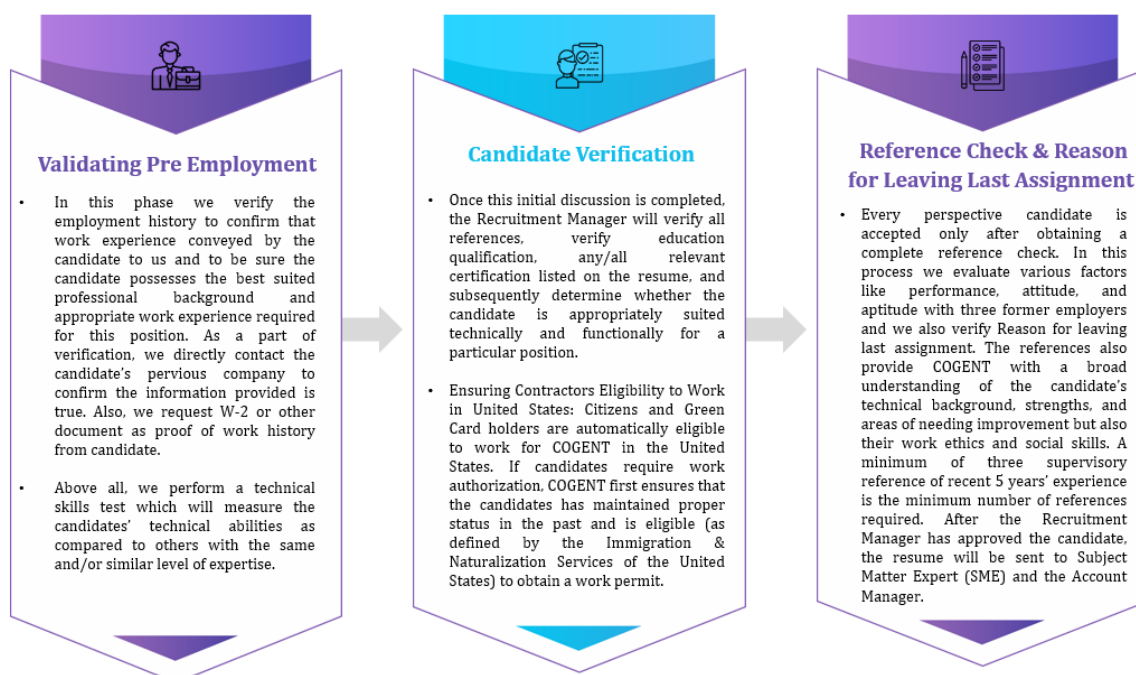 Validating Pre Employment
• In this phase we verify the
employment history to confirm that
work experience conveyed by the
candidate to us and to be sure the
candidate possesses the best suited
professional background and
appropriate work experience required
for this position. As a part of
verification, we directly contact the
candidate's pervious company to
confirm the information provided is
true. Also, we request W-2 or other
document as proof of work history
from candidate.
• Above all, we perform a technical
skills test which will measure the
candidates' technical abilities as
compared to others with the same
and/or similar level of expertise.
Candidate Verification
• Once this initial discussion is completed,
the Recruitment Manager will verify all
references, verify education
qualification, any/all relevant
certification listed on the resume, and
subsequently determine whether the
candidate is appropriately suited
technically and functionally for a
particular position.
• Ensuring Contractors Eligibility to Work
in United States: Citizens and Green
Card holders are automatically eligible
to work for COGENT in the United
States. If candidates require work
authorization, COGENT first ensures that
the candidates has maintained proper
status in the past and is eligible (as
defined by the Immigration &
Naturalization Services of the United
States) to obtain a work permit.
Reference Check & Reason
for Leaving Last Assignment
• Every perspective candidate is
accepted only after obtaining a
complete reference check. In this
process we evaluate various factors
like performance, attitude, and
aptitude with three former employers
and we also verify Reason for leaving
last assignment. The references also
provide COGENT with a broad
understanding of the candidate's
technical background, strengths, and
areas of needing improvement but also
their work ethics and social skills. A
minimum of three supervisory
reference of recent 5 years' experience
is the minimum number of references
required. After the Recruitment
Manager has approved the candidate,
the resume will be sent to Subject
Matter Expert (SME) and the Account
Manager.